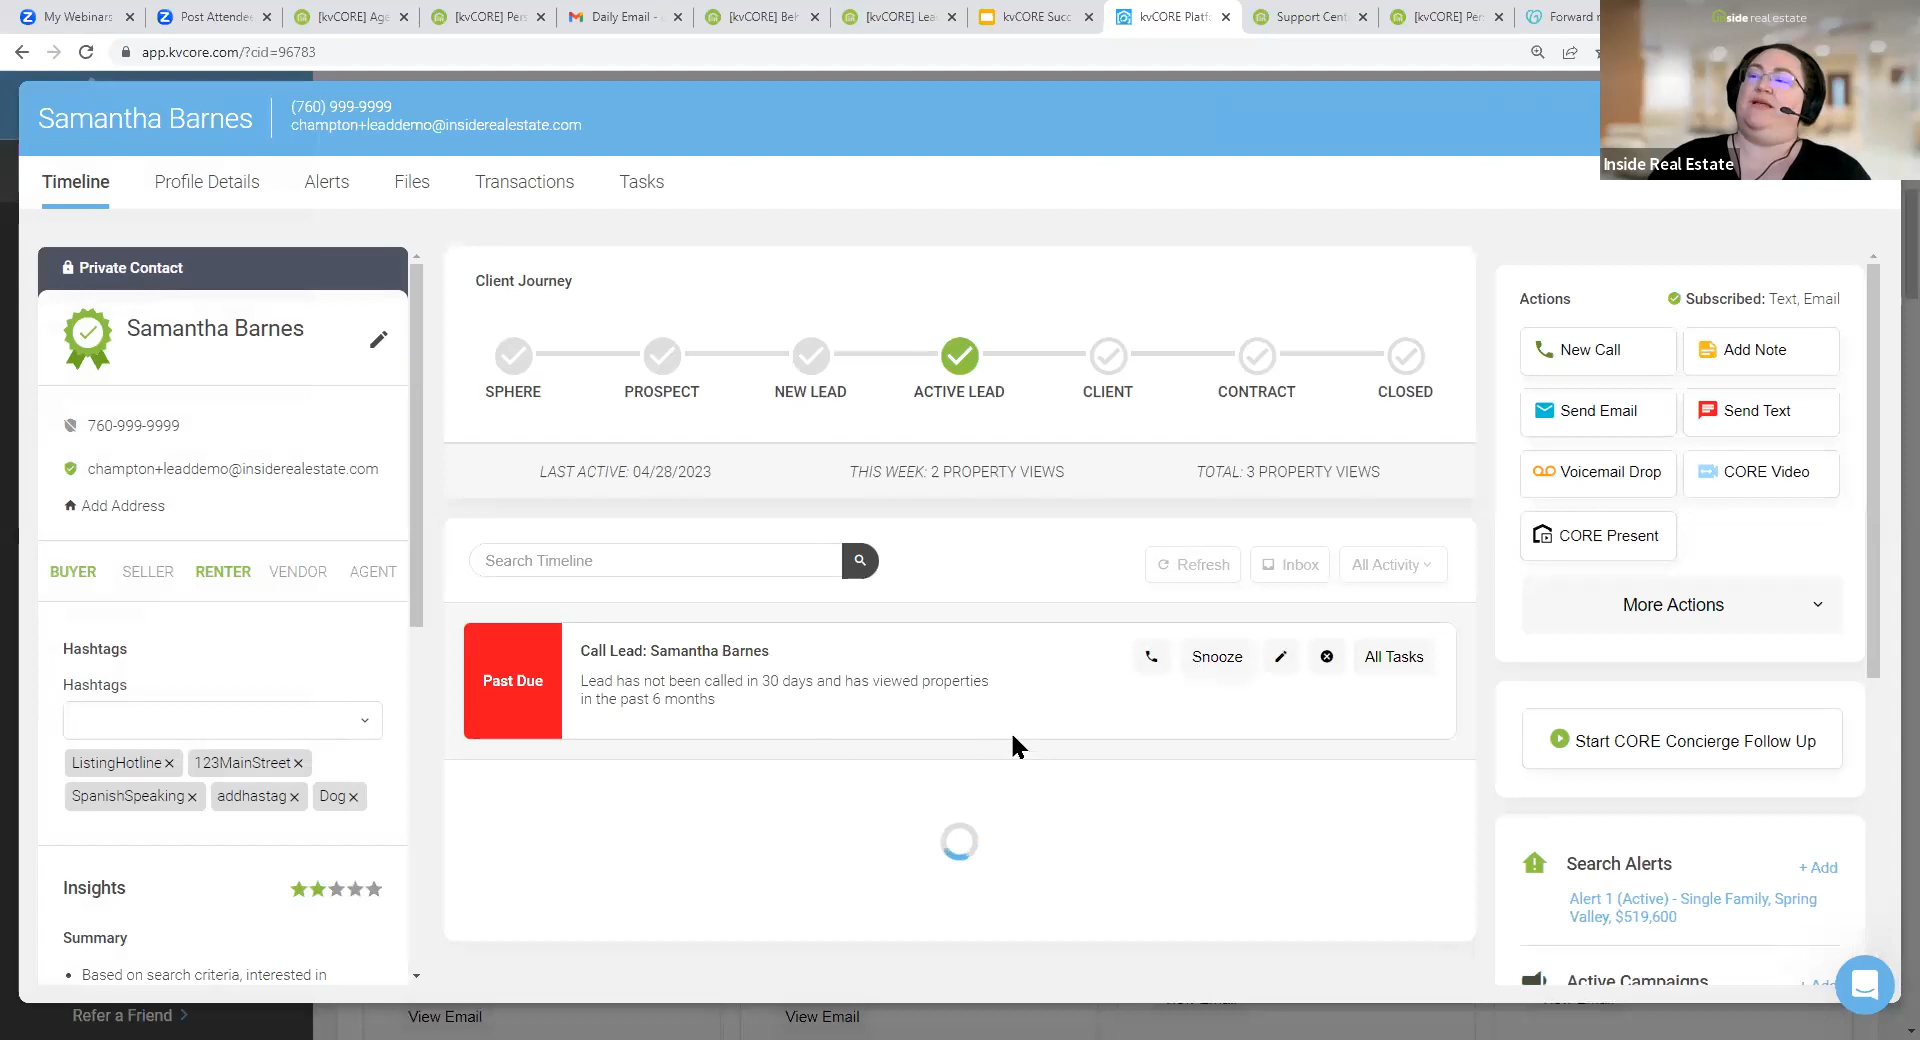 My Webinars
Post Attende
[kvCORE] Age
[kvCORE] Per
Daily Email -
[kvCORE] Beh
[kvCORE] Lea
kvCORE Succ
kvCORE Platf
Support Cent
[kvCORE] Per
Forward
inside real estate
app.kvcore.com/?cid=96783
Samantha Barnes
(760) 999-9999
champton+leaddemo@insiderealestate.com
Inside Real Estate
Timeline
Profile Details
Alerts
Files
Transactions
Tasks
Private Contact
Samantha Barnes
760-999-9999
champton+leaddemo@insiderealestate.com
Add Address
BUYER SELLER RENTER VENDOR AGENT
Hashtags
Hashtags
ListingHotline × 123MainStreet ×
SpanishSpeaking × addhastag × Dog ×
Insights
Summary
• Based on search criteria, interested in
Client Journey
SPHERE PROSPECT NEW LEAD ACTIVE LEAD CLIENT CONTRACT CLOSED
LAST ACTIVE: 04/28/2023 THIS WEEK: 2 PROPERTY VIEWS TOTAL: 3 PROPERTY VIEWS
Search Timeline
Refresh Inbox All Activity
Past Due
Call Lead: Samantha Barnes
Lead has not been called in 30 days and has viewed properties
in the past 6 months
Snooze All Tasks
Actions Subscribed: Text, Email
New Call Add Note
Send Email Send Text
Voicemail Drop CORE Video
CORE Present
More Actions
Start CORE Concierge Follow Up
Search Alerts + Add
Alert 1 (Active) - Single Family, Spring
Valley, $519,600
Active Campaigns + Add
Refer a Friend
View Email
View Email